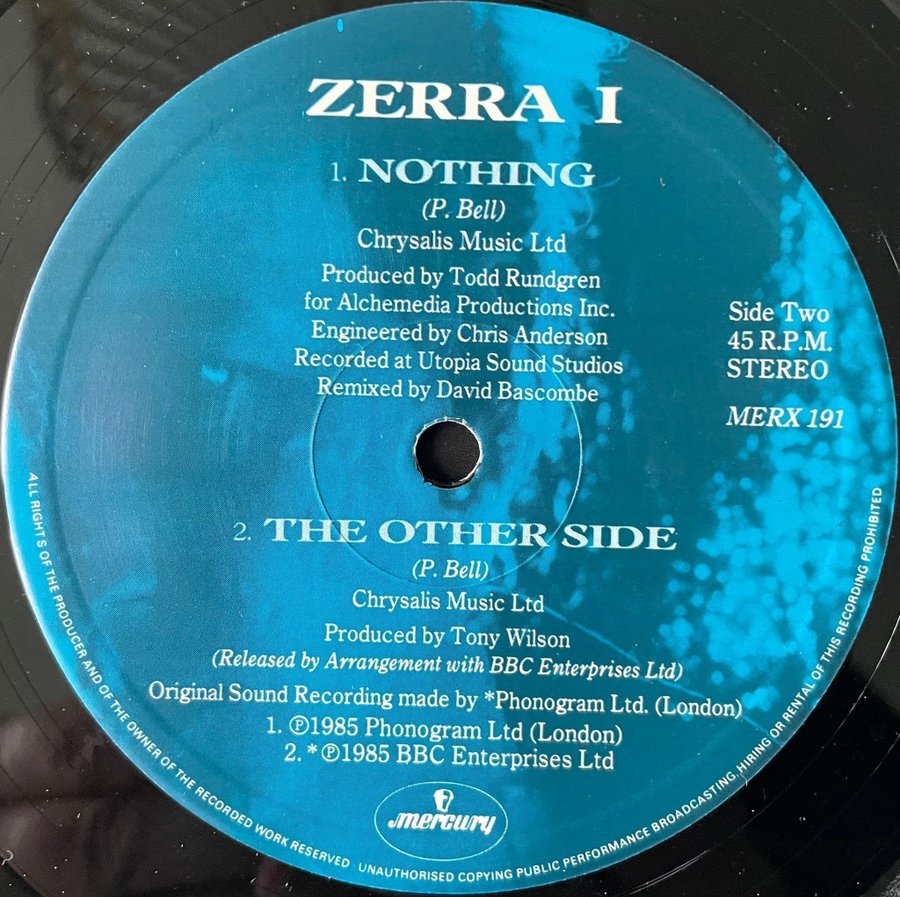 ZERRA I
1. NOTHING
(P. Bell)
Chrysalis Music Ltd
Produced by Todd Rundgren
for Alchemedia Productions Inc.
Engineered by Chris Anderson
Recorded at Utopia Sound Studios
Remixed by David Bascombe
Side Two
45 R.P.M.
STEREO
MERX 191
2. THE OTHER SIDE
(P. Bell)
Chrysalis Music Ltd
Produced by Tony Wilson
(Released by Arrangement with BBC Enterprises Ltd)
Original Sound Recording made by *Phonogram Ltd. (London)
1. ℗1985 Phonogram Ltd (London)
2. *℗1985 BBC Enterprises Ltd
mercury
ALL RIGHTS OF THE PRODUCER AND OF THE OWNER OF THE RECORDED WORK RESERVED UNAUTHORISED COPYING PUBLIC PERFORMANCE BROADCASTING, HIRING OR RENTAL OF THIS RECORDING PROHIBITED